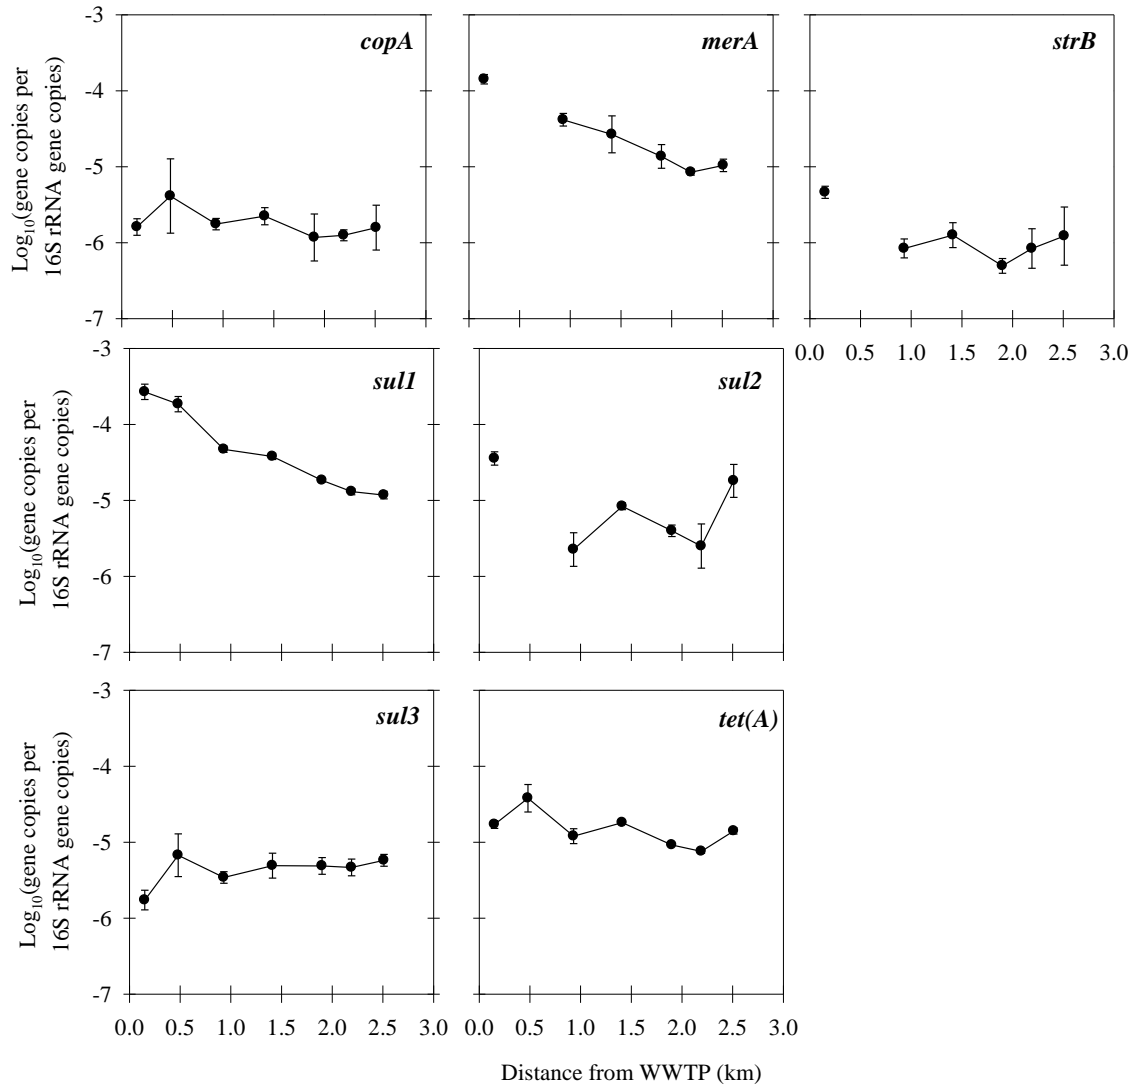 -3
-4
-5
-6
-7
Log10(gene copies per
16S rRNA gene copies)
copA
merA
strB
0.0 0.5 1.0 1.5 2.0 2.5 3.0
-3
-4
-5
-6
-7
Log10(gene copies per
16S rRNA gene copies)
sul1
sul2
-3
-4
-5
-6
-7
Log10(gene copies per
16S rRNA gene copies)
sul3
tet(A)
0.0 0.5 1.0 1.5 2.0 2.5 3.0
0.0 0.5 1.0 1.5 2.0 2.5 3.0
Distance from WWTP (km)